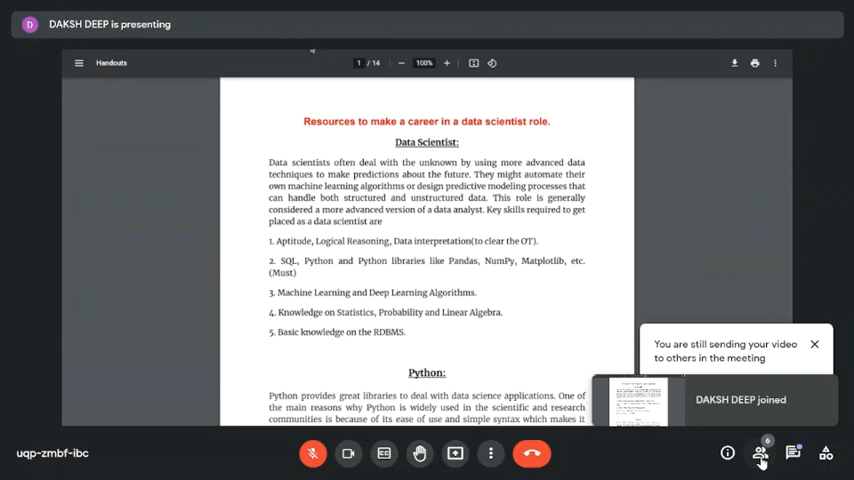 D DAKSH DEEP is presenting
Handouts 1 / 14 − 100% +
Resources to make a career in a data scientist role.
Data Scientist:
Data scientists often deal with the unknown by using more advanced data
techniques to make predictions about the future. They might automate their
own machine learning algorithms or design predictive modeling processes that
can handle both structured and unstructured data. This role is generally
considered a more advanced version of a data analyst. Key skills required to get
placed as a data scientist are
1. Aptitude, Logical Reasoning, Data interpretation(to clear the OT).
2. SQL, Python and Python libraries like Pandas, NumPy, Matplotlib, etc.
(Must)
3. Machine Learning and Deep Learning Algorithms.
4. Knowledge on Statistics, Probability and Linear Algebra.
5. Basic knowledge on the RDBMS.
Python:
Python provides great libraries to deal with data science applications. One of
the main reasons why Python is widely used in the scientific and research
communities is because of its ease of use and simple syntax which makes it
You are still sending your video
to others in the meeting
DAKSH DEEP joined
uqp-zmbf-ibc
CC
6